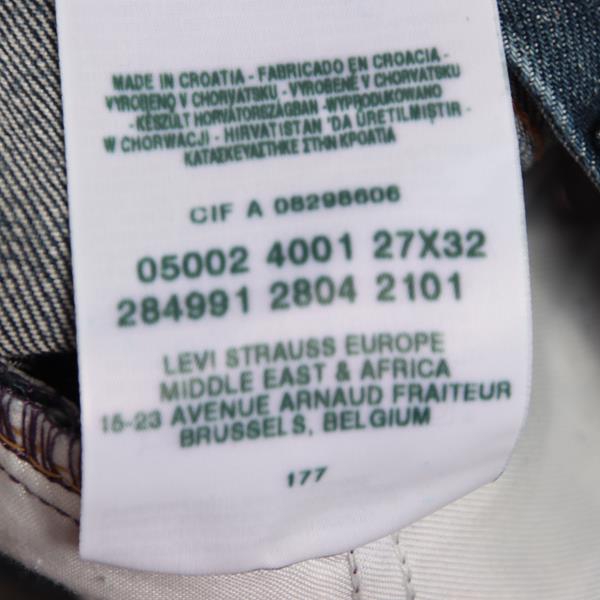 MADE IN CROATIA - FABRICADO EN CROACIA -
VYROBENO V CHORVATSKU - VYROBENÉ V CHORVATSKU
- KÉSZÜLT HORVÁTORSZÁGBAN - WYPRODUKOWANO
W CHORWACJI - HIRVATISTAN 'DA ÜRETILMIŞTIR -
ΚΑΤΑΣΚΕΥΑΣΤΗΚΕ ΣΤΗΝ ΚΡΟΑΤΙΑ
CIF A 08298606
05002 4001 27X32
284991 2804 2101
LEVI STRAUSS EUROPE
MIDDLE EAST & AFRICA
15-23 AVENUE ARNAUD FRAITEUR
BRUSSELS, BELGIUM
177